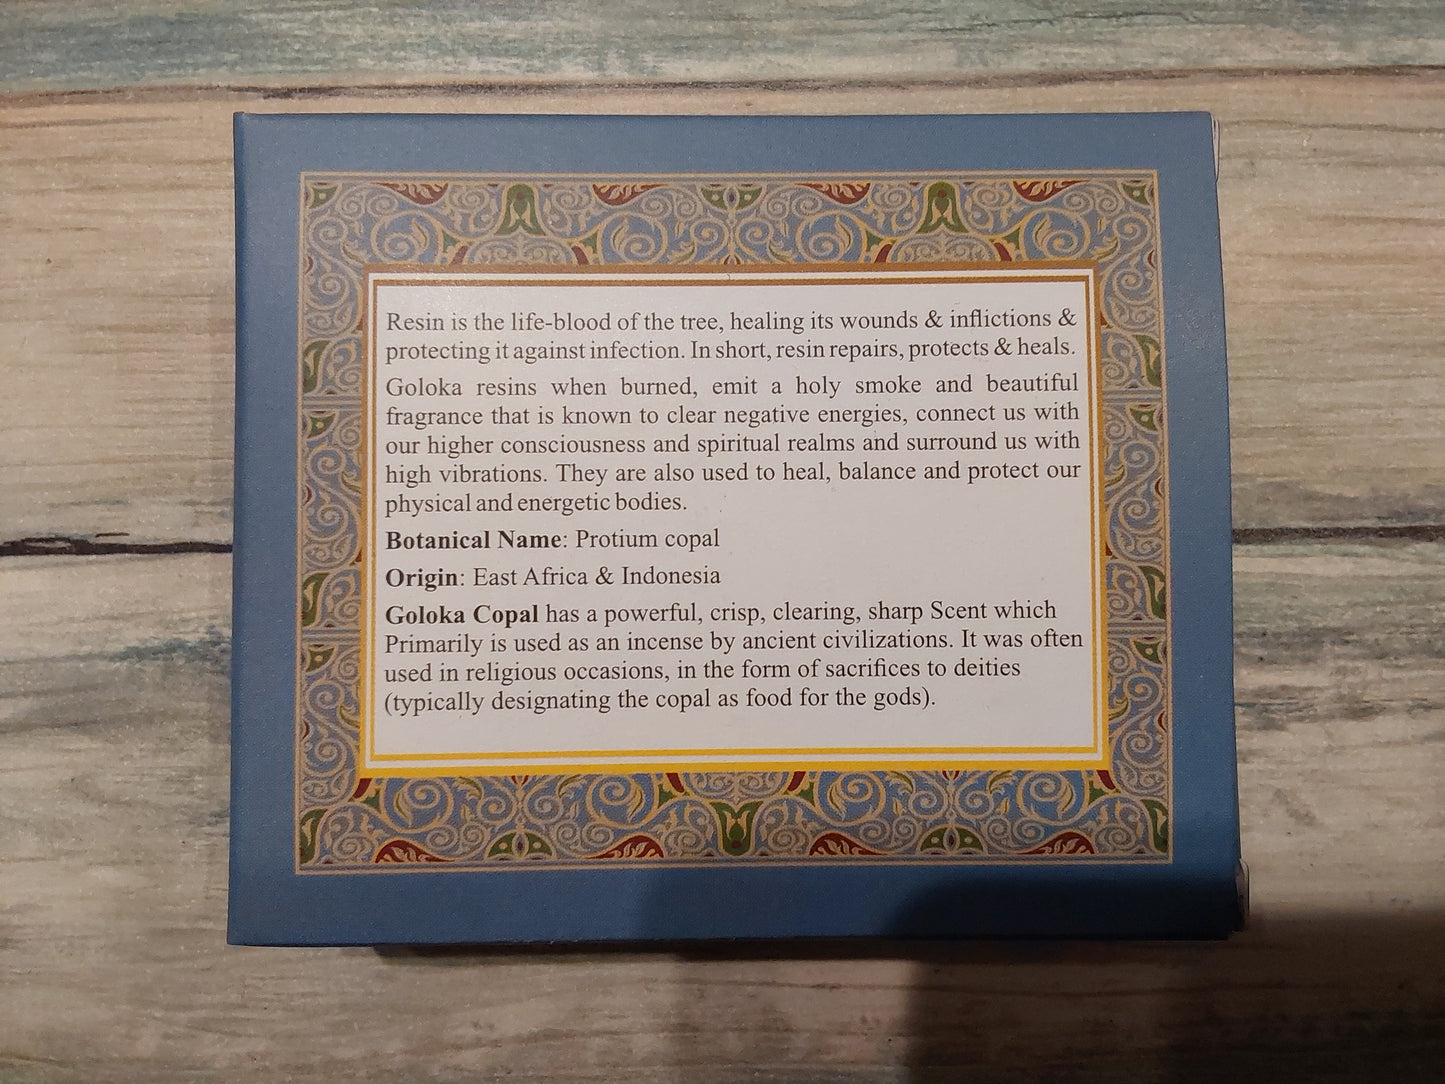 Resin is the life-blood of the tree, healing its wounds & inflictions &
protecting it against infection. In short, resin repairs, protects & heals.
Goloka resins when burned, emit a holy smoke and beautiful
fragrance that is known to clear negative energies, connect us with
our higher consciousness and spiritual realms and surround us with
high vibrations. They are also used to heal, balance and protect our
physical and energetic bodies.
Botanical Name: Protium copal
Origin: East Africa & Indonesia
Goloka Copal has a powerful, crisp, clearing, sharp Scent which
Primarily is used as an incense by ancient civilizations. It was often
used in religious occasions, in the form of sacrifices to deities
(typically designating the copal as food for the gods).